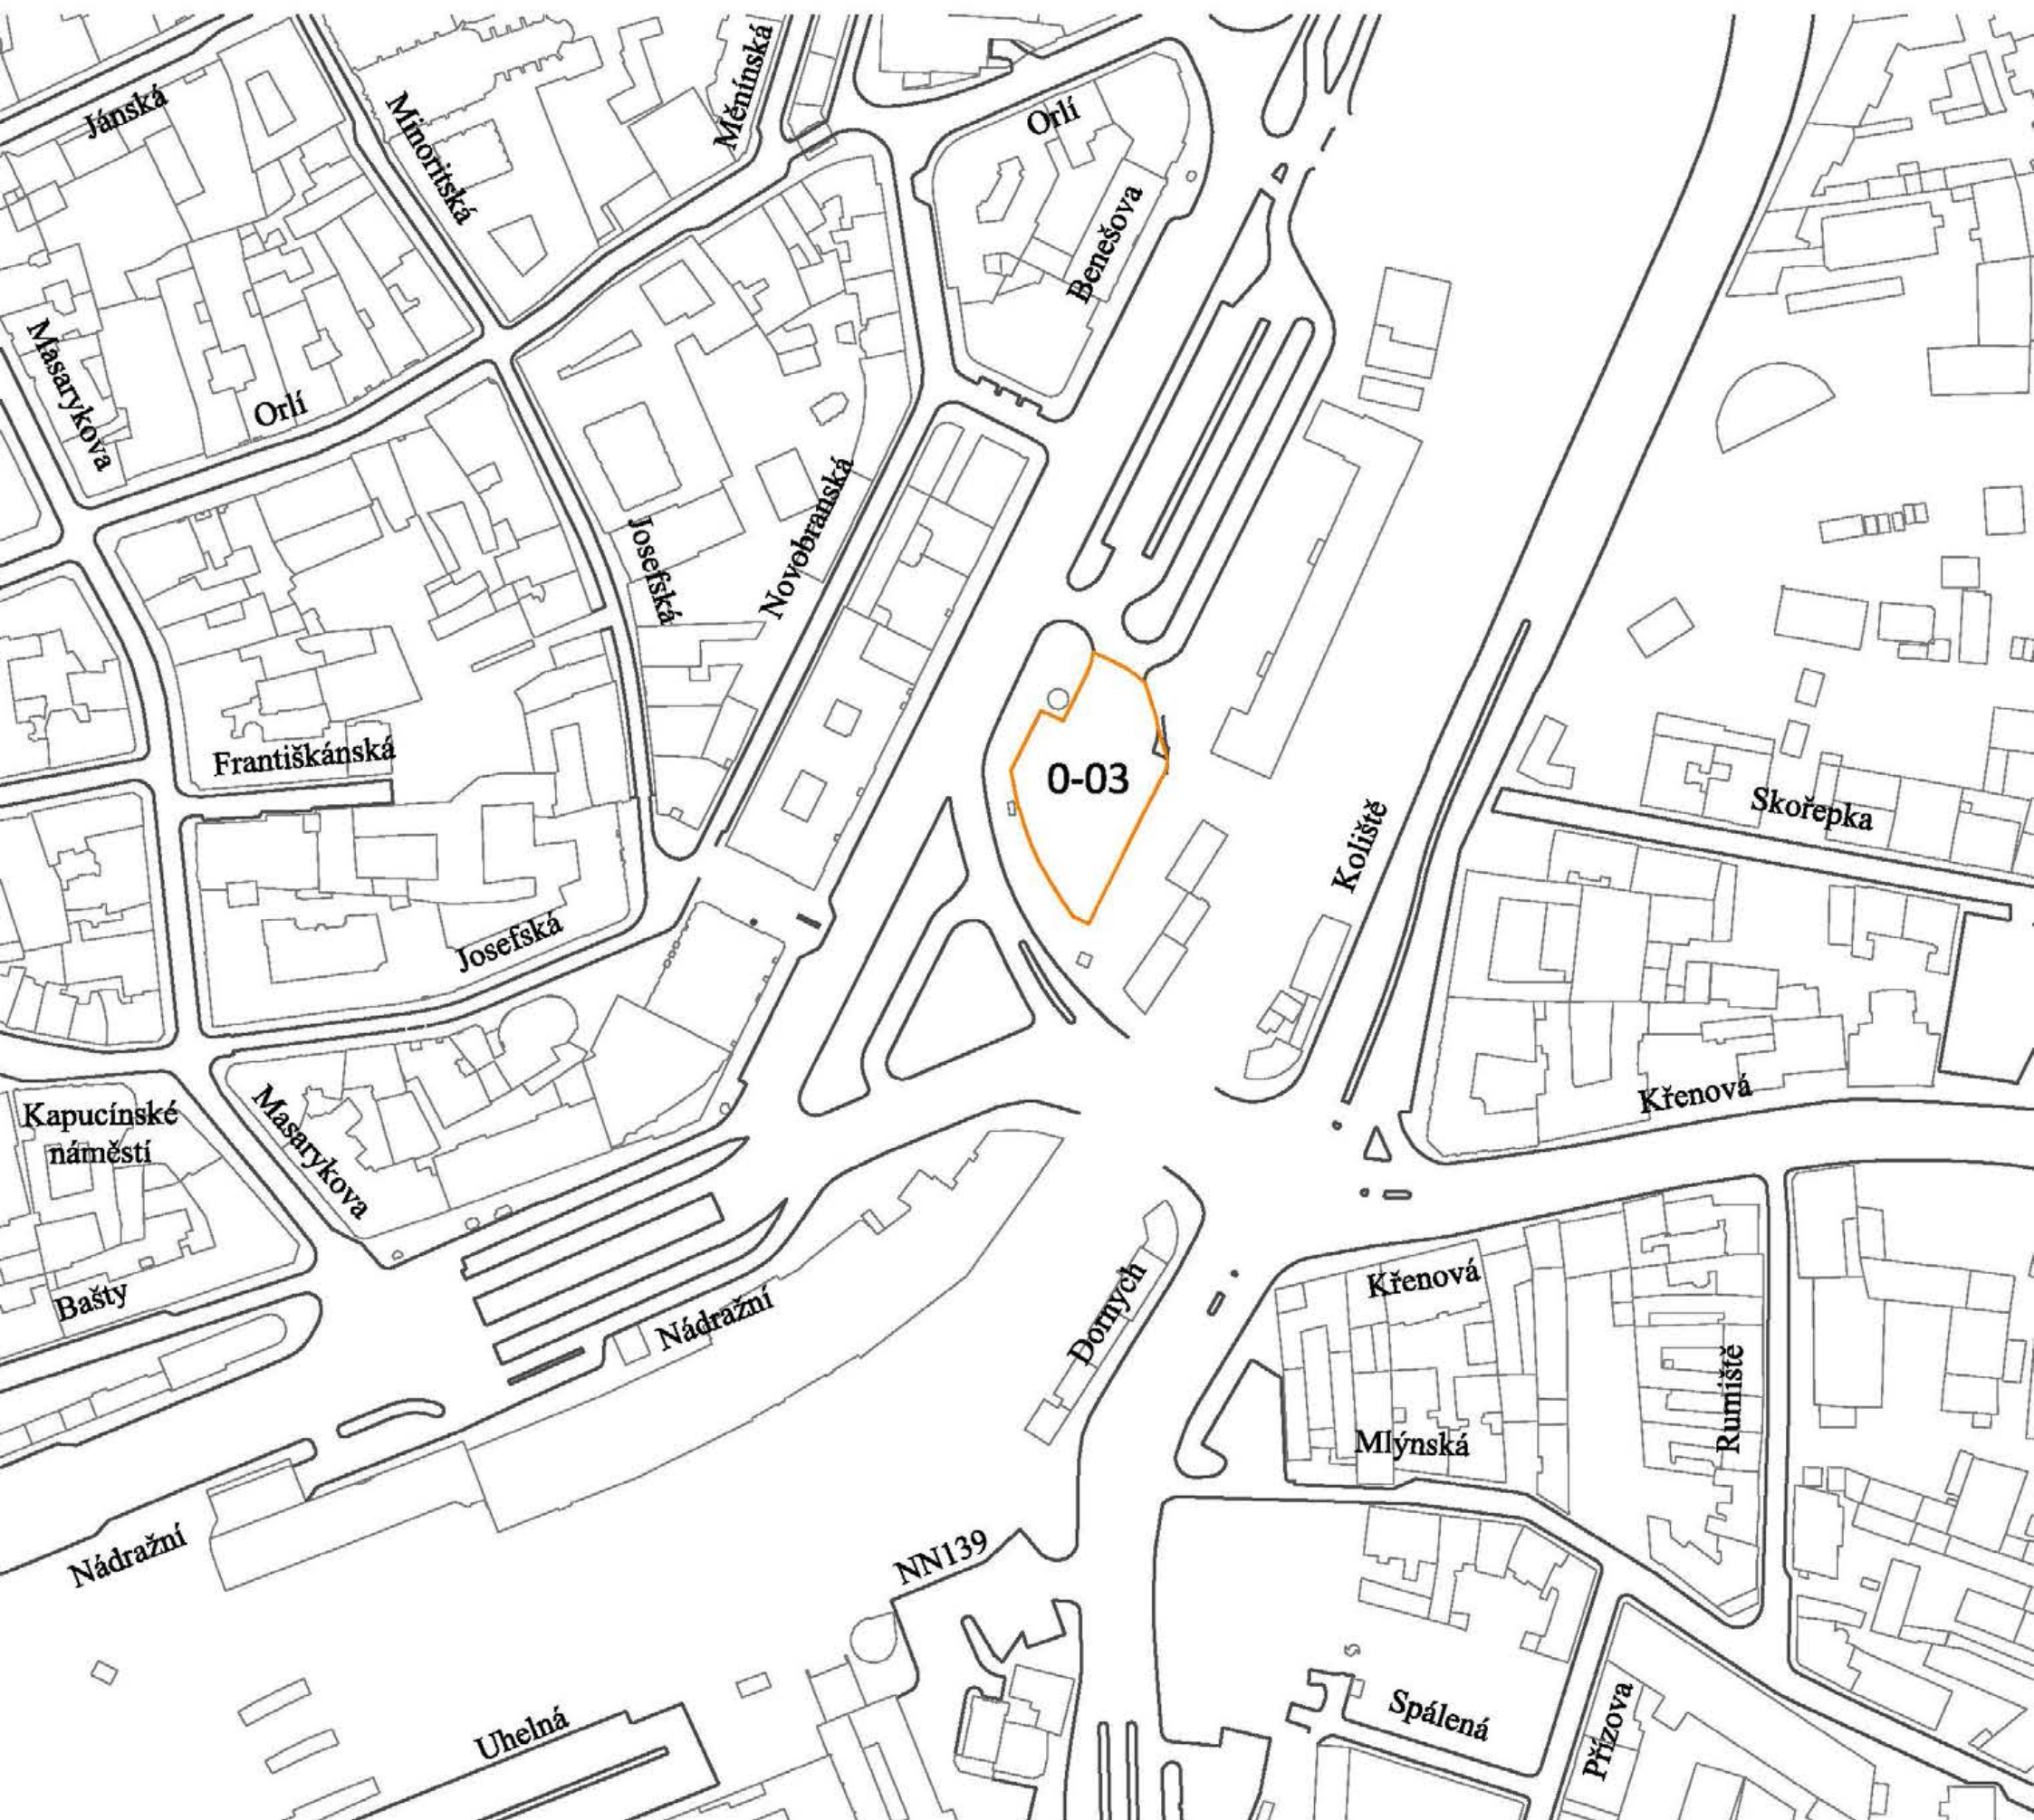 Měnínská
Jánská
Minoritská
Orlí
Benešova
Masarykova
Orlí
Novobranská
Josefská
Františkánská
0-03
Skořepka
Koliště
Josefská
Křenová
Kapucínské
náměstí
Masarykova
Křenová
Bašty
Nádražní
Dornych
Rumiště
Mlýnská
Nádražní
NN139
Spálená
Přízova
Uhelná